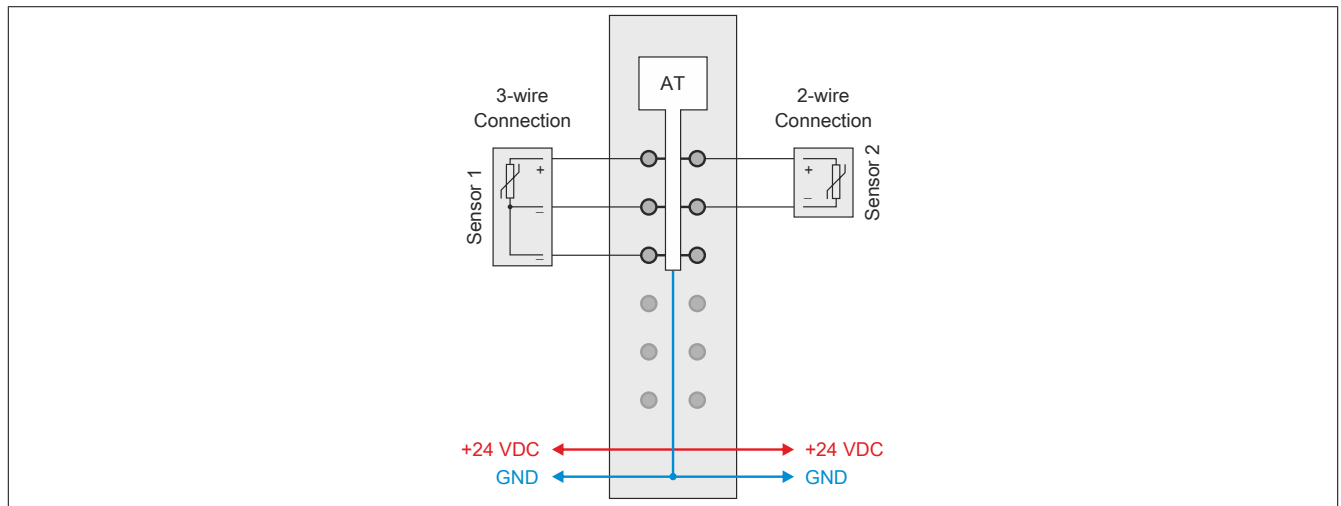 AT
3-wire
Connection
2-wire
Connection
Sensor 1
+
–
–
+
–
Sensor 2
+24 VDC
+24 VDC
GND
GND